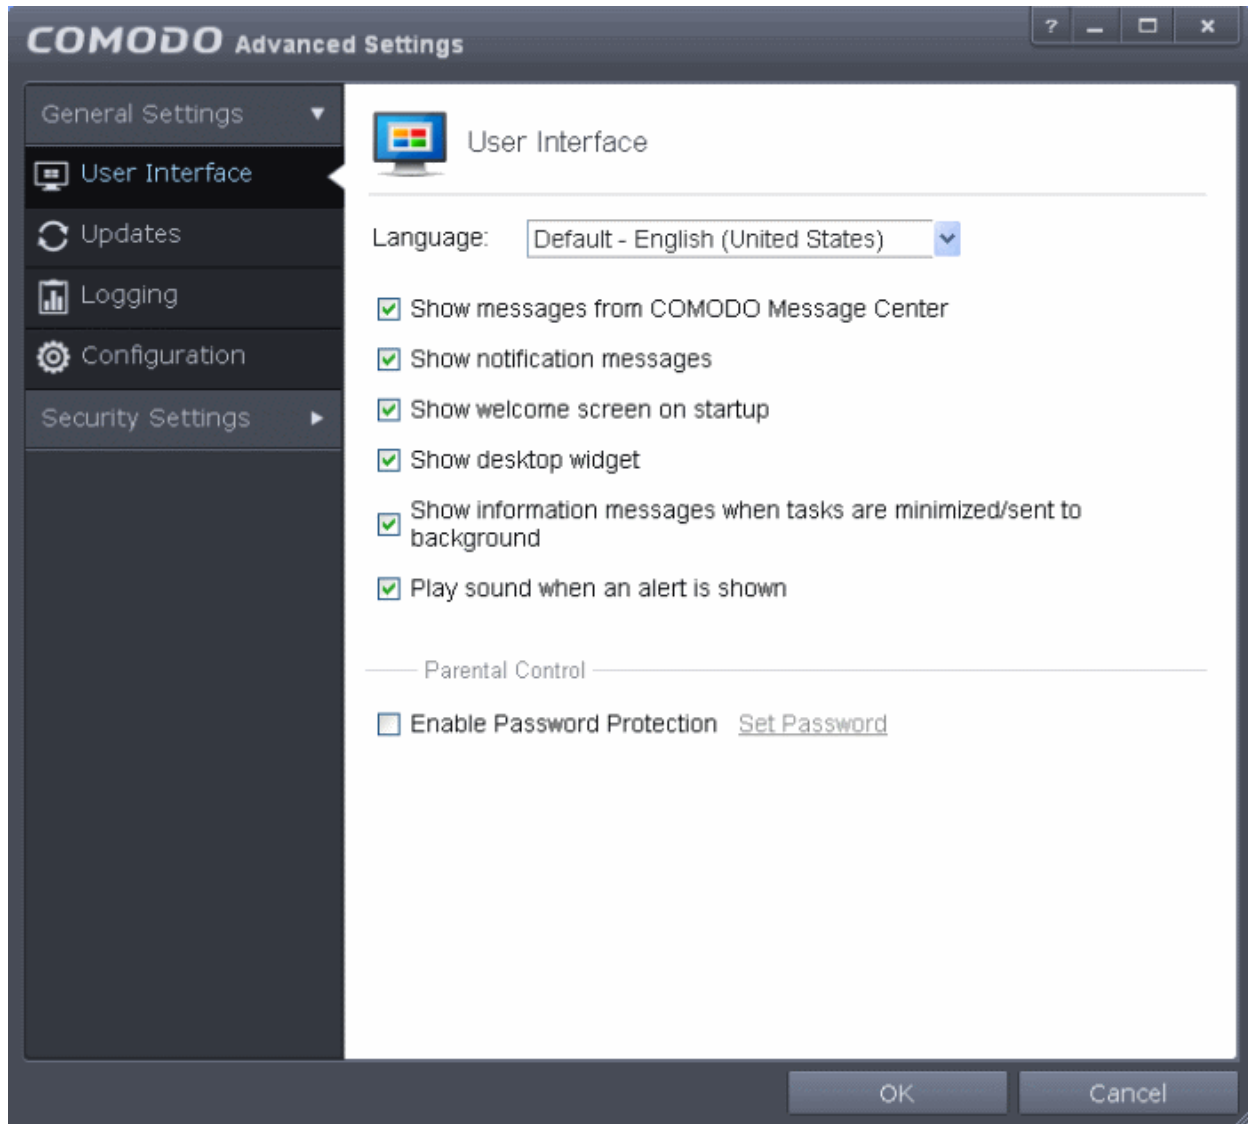 COMODO Advanced Settings
?
General Settings
User Interface
Updates
Logging
Configuration
Security Settings
User Interface
Language: Default - English (United States)
Show messages from COMODO Message Center
Show notification messages
Show welcome screen on startup
Show desktop widget
Show information messages when tasks are minimized/sent to
background
Play sound when an alert is shown
Parental Control
Enable Password Protection Set Password
OK Cancel